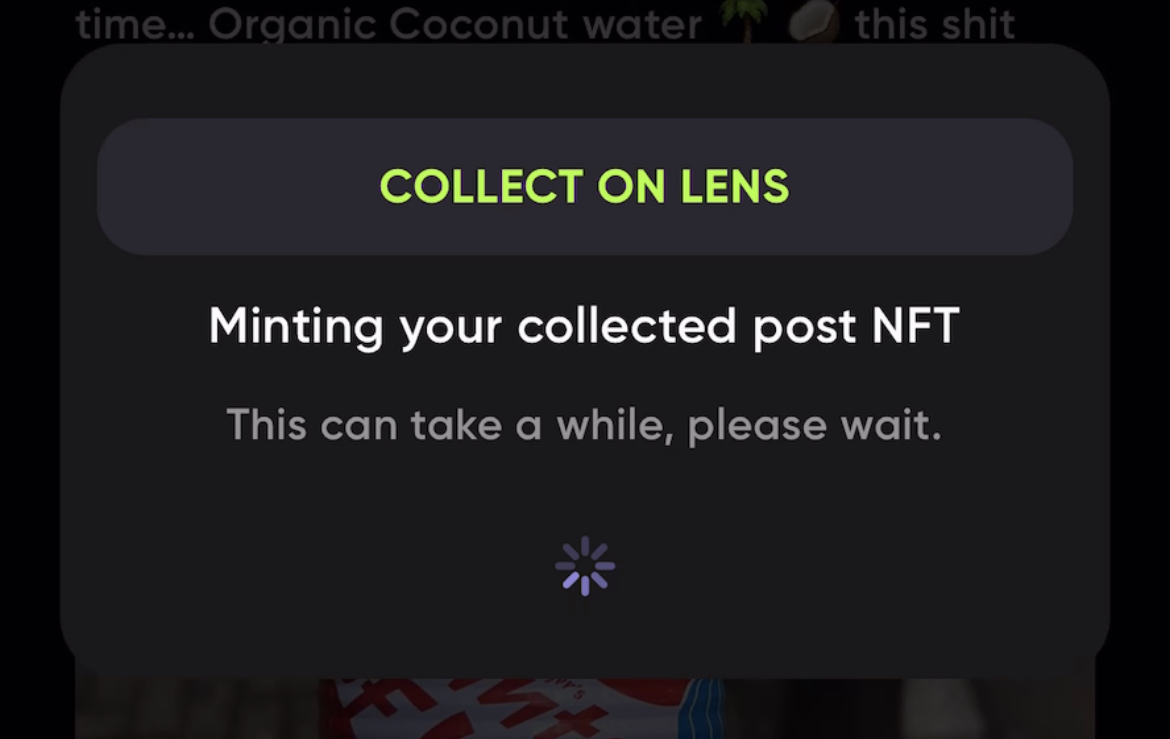 time... Organic Coconut water 🌴 🥥 this shit
COLLECT ON LENS
Minting your collected post NFT
This can take a while, please wait.